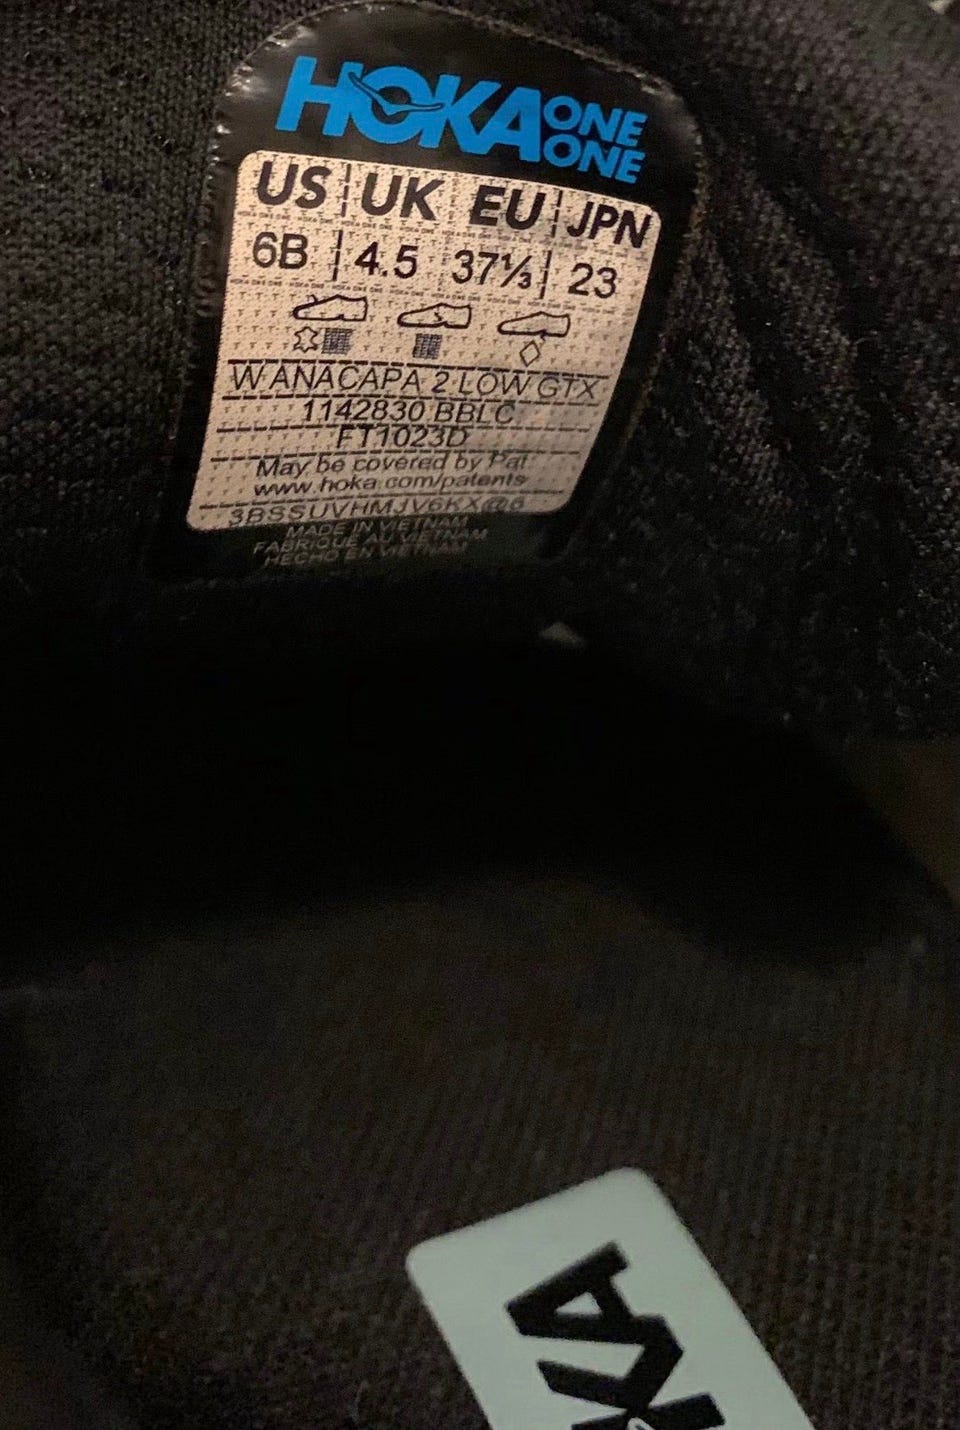 HOKA ONE ONE
US UK EU JPN
6B 4.5 37⅓ 23
W ANACAPA 2 LOW GTX
1142830 BBLC
FT1023D
May be covered by Pat.
www.hoka.com/patents
3BSSUVHMJV6KX@6
MADE IN VIETNAM
FABRIQUE AU VIETNAM
HECHO EN VIETNAM
KA